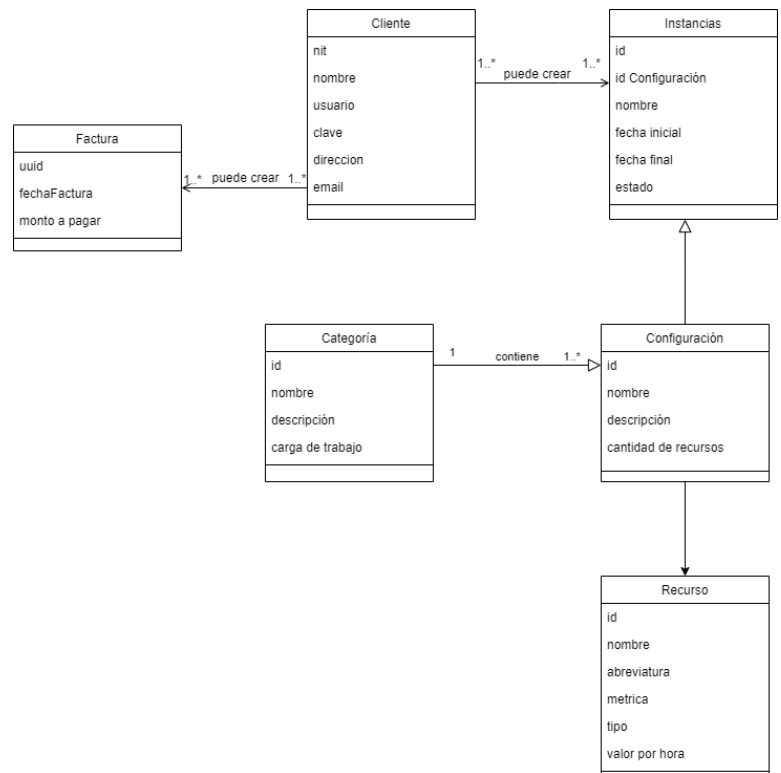 Cliente
nit
nombre
usuario
clave
direccion
email
1..* puede crear 1..*
Instancias
id
id Configuración
nombre
fecha inicial
fecha final
estado
Factura
uuid
fechaFactura
monto a pagar
1..* puede crear 1..*
Categoría
id
nombre
descripción
carga de trabajo
1 contiene 1..*
Configuración
id
nombre
descripción
cantidad de recursos
Recurso
id
nombre
abreviatura
metrica
tipo
valor por hora